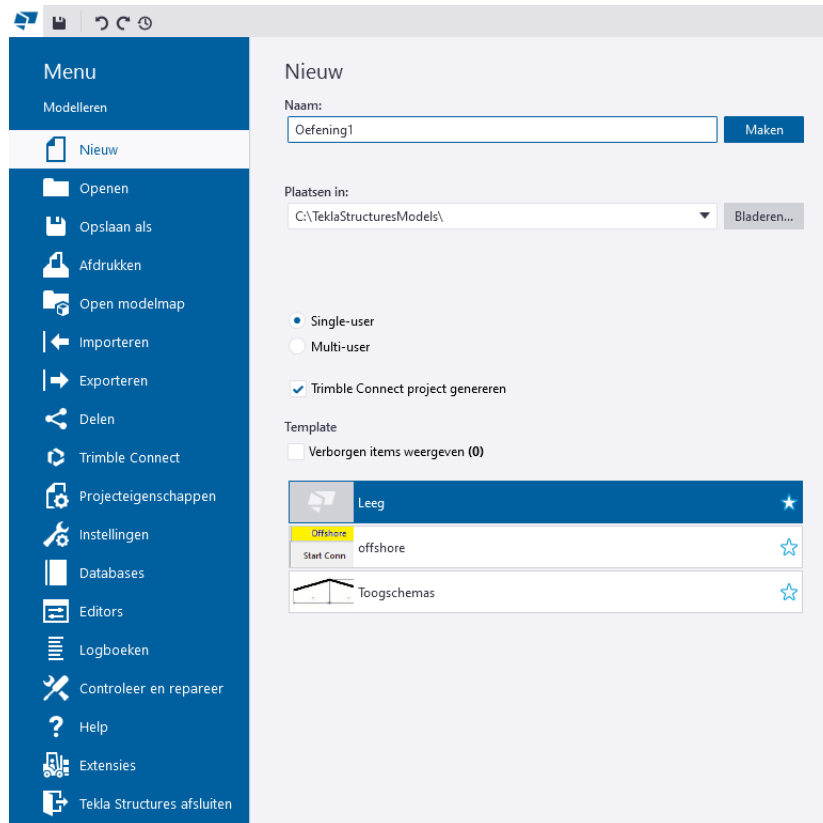 Menu
Modelleren
Nieuw
Openen
Opslaan als
Afdrukken
Open modelmap
Importeren
Exporteren
Delen
Trimble Connect
Projecteigenschappen
Instellingen
Databases
Editors
Logboeken
Controleer en repareer
Help
Extensies
Tekla Structures afsluiten
Nieuw
Naam:
Oefening1
Maken
Plaatsen in:
C:\TeklaStructuresModels\
Bladeren...
Single-user
Multi-user
Trimble Connect project genereren
Template
Verborgen items weergeven (0)
Leeg
Offshore
Start Conn
offshore
Toogschemas